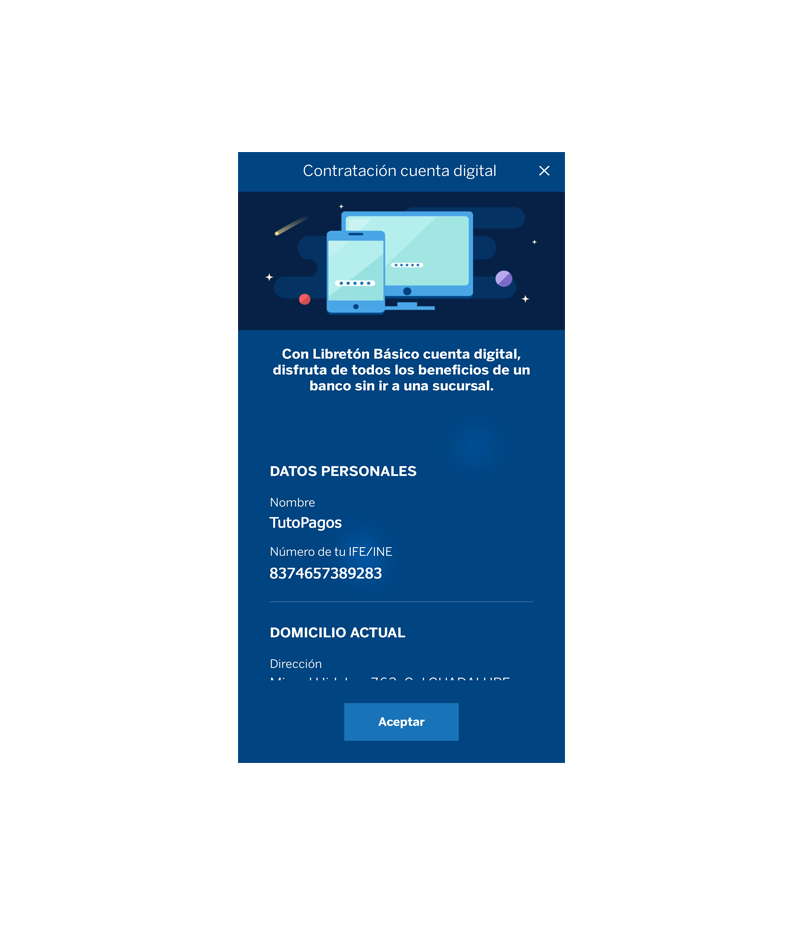 Contratación cuenta digital
Con Libretón Básico cuenta digital,
disfruta de todos los beneficios de un
banco sin ir a una sucursal.
DATOS PERSONALES
Nombre
TutoPagos
Número de tu IFE/INE
8374657389283
DOMICILIO ACTUAL
Dirección
Aceptar